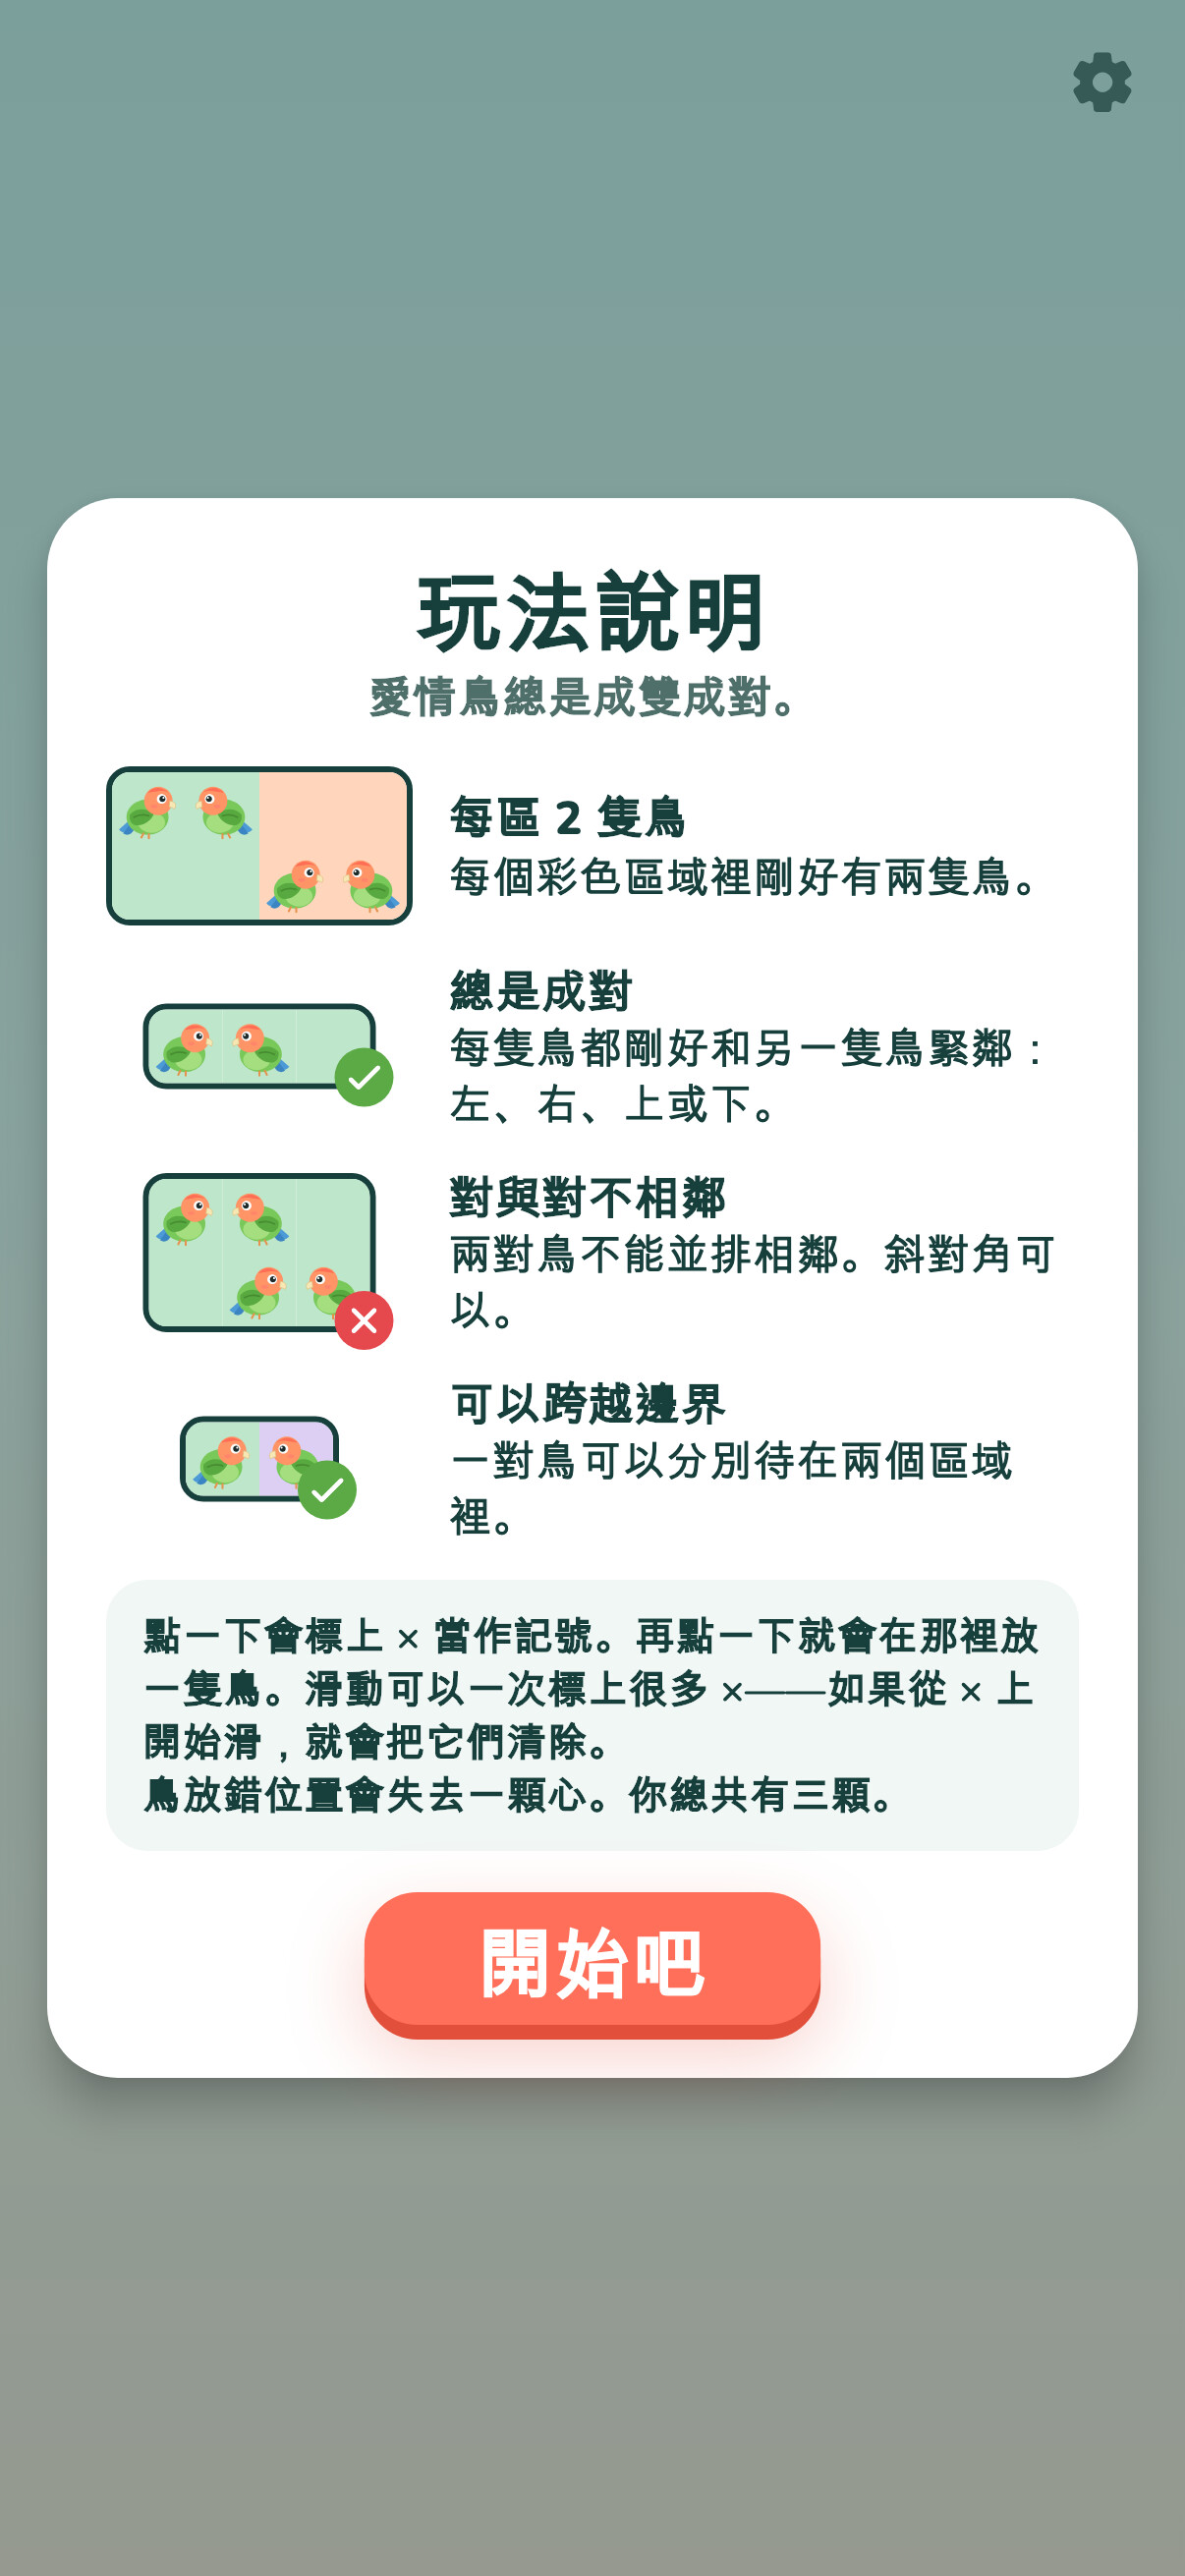 玩法說明
愛情鳥總是成雙成對。
每區 2 隻鳥
每個彩色區域裡剛好有兩隻鳥。
總是成對
每隻鳥都剛好和另一隻鳥緊鄰：
左、右、上或下。
對與對不相鄰
兩對鳥不能並排相鄰。斜對角可
以。
可以跨越邊界
一對鳥可以分別待在兩個區域
裡。
點一下會標上 × 當作記號。再點一下就會在那裡放
一隻鳥。滑動可以一次標上很多 ×——如果從 × 上
開始滑，就會把它們清除。
鳥放錯位置會失去一顆心。你總共有三顆。
開始吧